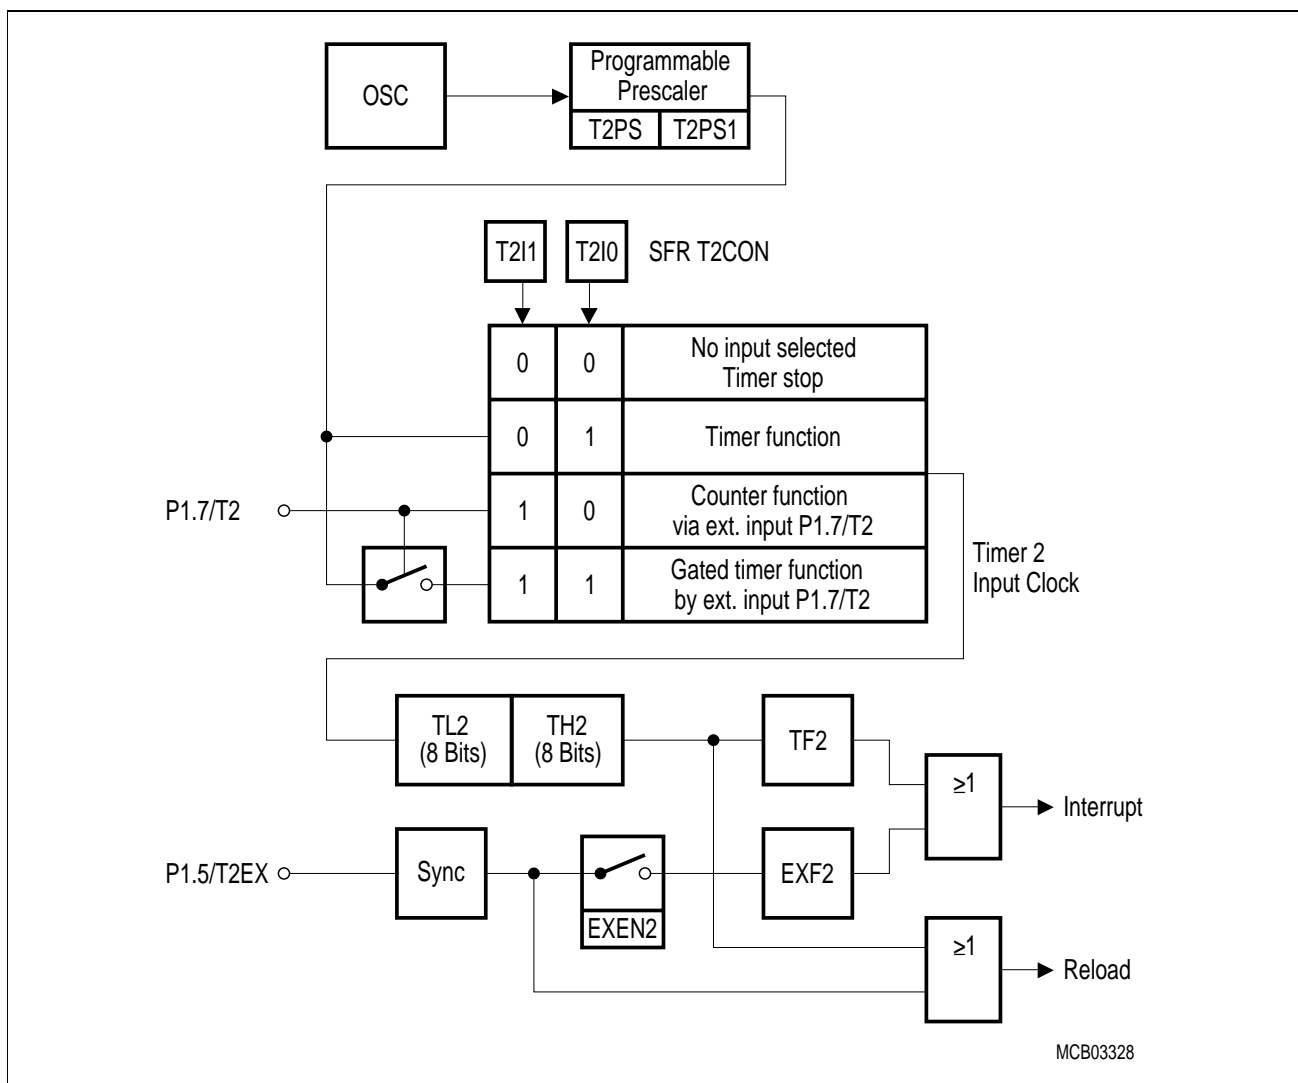 OSC
Programmable
Prescaler
T2PS T2PS1
T2I1 T2I0 SFR T2CON
0 0 No input selected
Timer stop
0 1 Timer function
P1.7/T2
1 0 Counter function
via ext. input P1.7/T2
1 1 Gated timer function
by ext. input P1.7/T2
Timer 2
Input Clock
TL2
(8 Bits)
TH2
(8 Bits)
TF2
≥1
Interrupt
P1.5/T2EX
Sync
EXEN2
EXF2
≥1
Reload
MCB03328